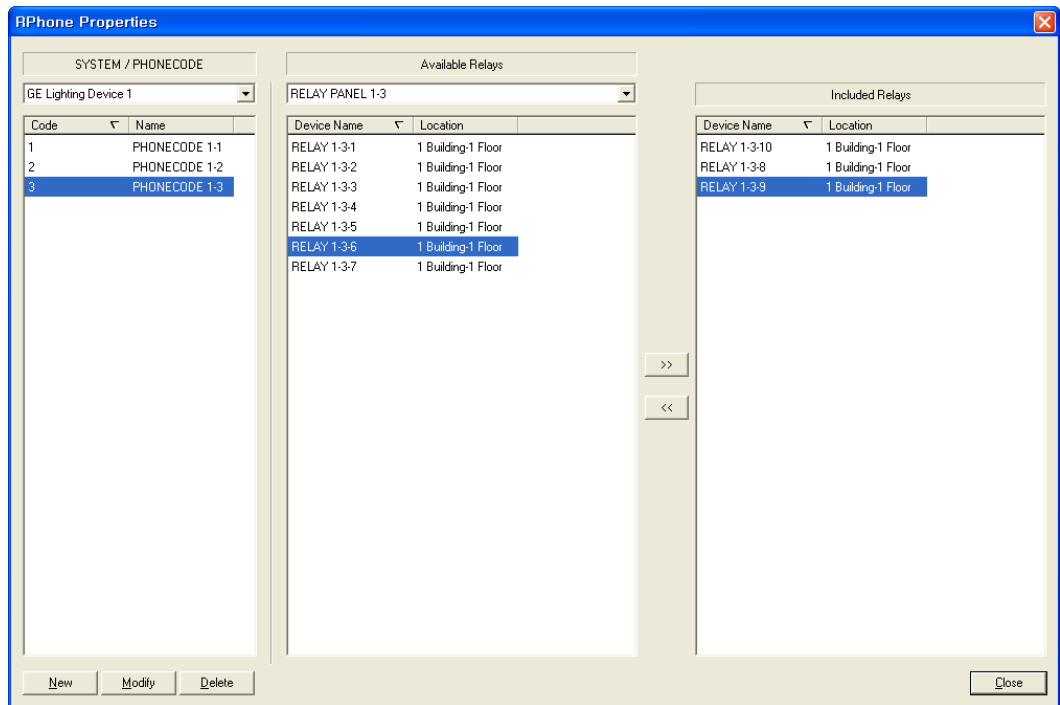 RPhone Properties
SYSTEM / PHONECODE
GE Lighting Device 1
Code Name
1 PHONECODE 1-1
2 PHONECODE 1-2
3 PHONECODE 1-3
New Modify Delete
Available Relays
RELAY PANEL 1-3
Device Name Location
RELAY 1-3-1 1 Building-1 Floor
RELAY 1-3-2 1 Building-1 Floor
RELAY 1-3-3 1 Building-1 Floor
RELAY 1-3-4 1 Building-1 Floor
RELAY 1-3-5 1 Building-1 Floor
RELAY 1-3-6 1 Building-1 Floor
RELAY 1-3-7 1 Building-1 Floor
>>
<<
Included Relays
Device Name Location
RELAY 1-3-10 1 Building-1 Floor
RELAY 1-3-8 1 Building-1 Floor
RELAY 1-3-9 1 Building-1 Floor
Close